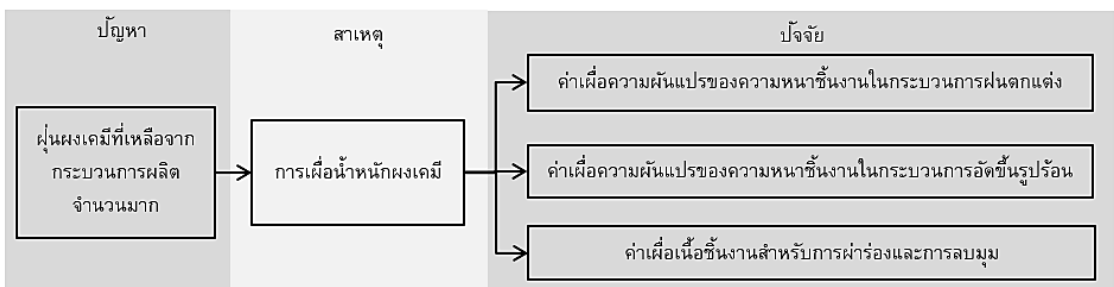 ปัญหา
สาเหตุ
ปัจจัย
ฝุ่นผงเคมีที่เหลือจาก
กระบวนการผลิต
จำนวนมาก
การเผื่อน้ำหนักผงเคมี
ค่าเผื่อความผันแปรของความหนาชิ้นงานในกระบวนการฝนตกแต่ง
ค่าเผื่อความผันแปรของความหนาชิ้นงานในกระบวนการอัดขึ้นรูปร้อน
ค่าเผื่อเนื้อชิ้นงานสำหรับการผ่าร่องและการลบมุม